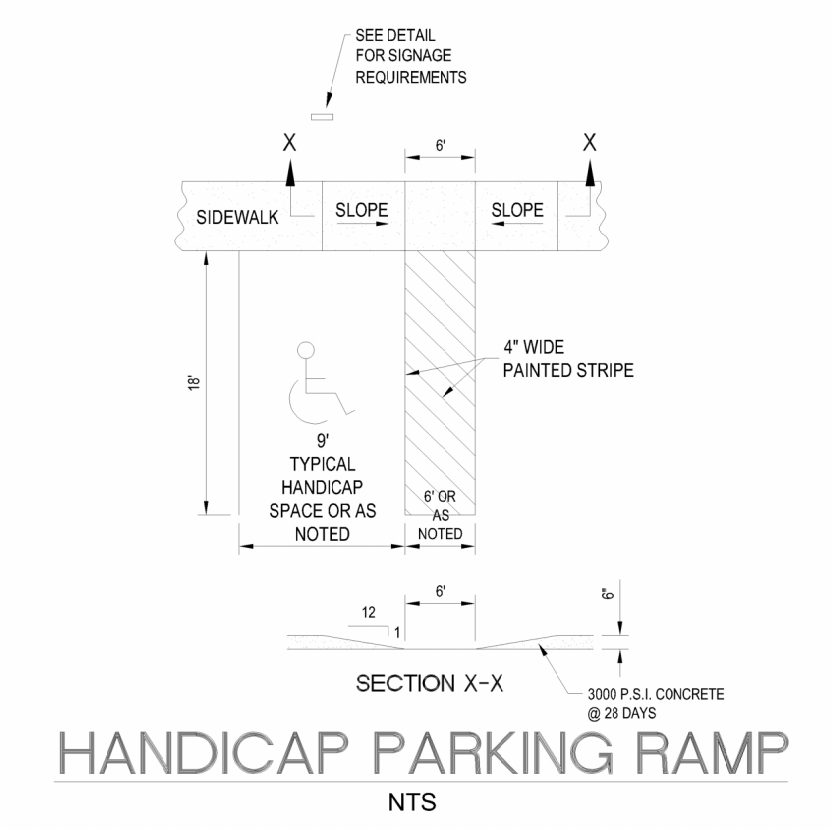 SEE DETAIL
FOR SIGNAGE
REQUIREMENTS
X
6'
X
SIDEWALK
SLOPE
SLOPE
18'
4" WIDE
PAINTED STRIPE
9'
TYPICAL
HANDICAP
SPACE OR AS
NOTED
6' OR
AS
NOTED
6'
6"
12
1
SECTION X-X
3000 P.S.I. CONCRETE
@ 28 DAYS
HANDICAP PARKING RAMP
NTS